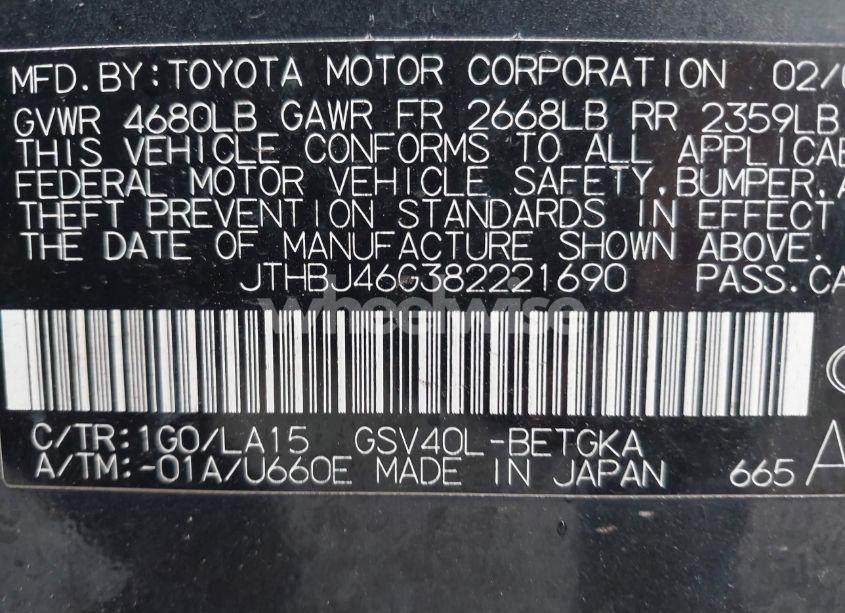 MFD.BY:TOYOTA MOTOR CORPORATION 02/0
GVWR 4680LB GAWR FR 2668LB RR 2359LB
THIS VEHICLE CONFORMS TO ALL APPLICAB
FEDERAL MOTOR VEHICLE SAFETY,BUMPER,A
THEFT PREVENTION STANDARDS IN EFFECT
THE DATE OF MANUFACTURE SHOWN ABOVE.
JTHBJ46G382221690 PASS.CA
wheelwise
C/TR:1G0/LA15 GSV40L-BETGKA
A/TM:-01A/U660E MADE IN JAPAN 665 A